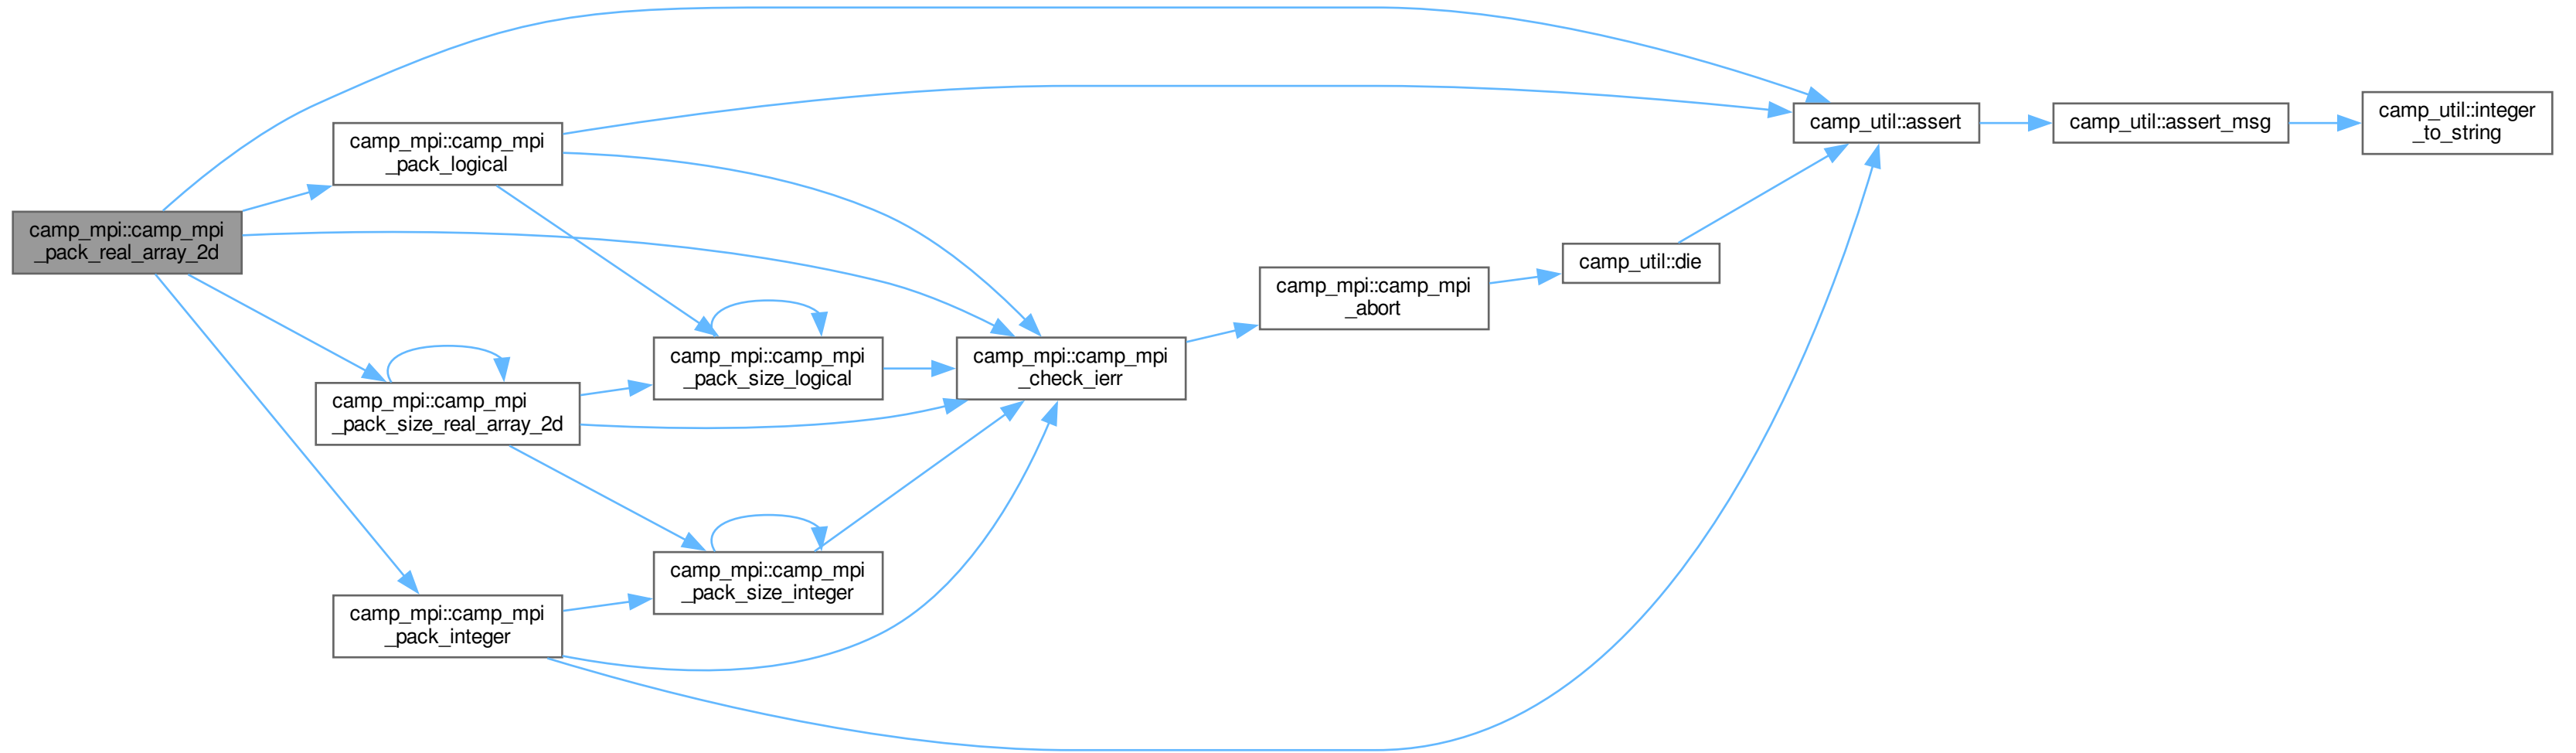 camp_mpi::camp_mpi
_pack_real_array_2d
camp_mpi::camp_mpi
_pack_logical
camp_mpi::camp_mpi
_pack_size_real_array_2d
camp_mpi::camp_mpi
_pack_integer
camp_mpi::camp_mpi
_pack_size_logical
camp_mpi::camp_mpi
_pack_size_integer
camp_mpi::camp_mpi
_check_ierr
camp_mpi::camp_mpi
_abort
camp_util::die
camp_util::assert
camp_util::assert_msg
camp_util::integer
_to_string